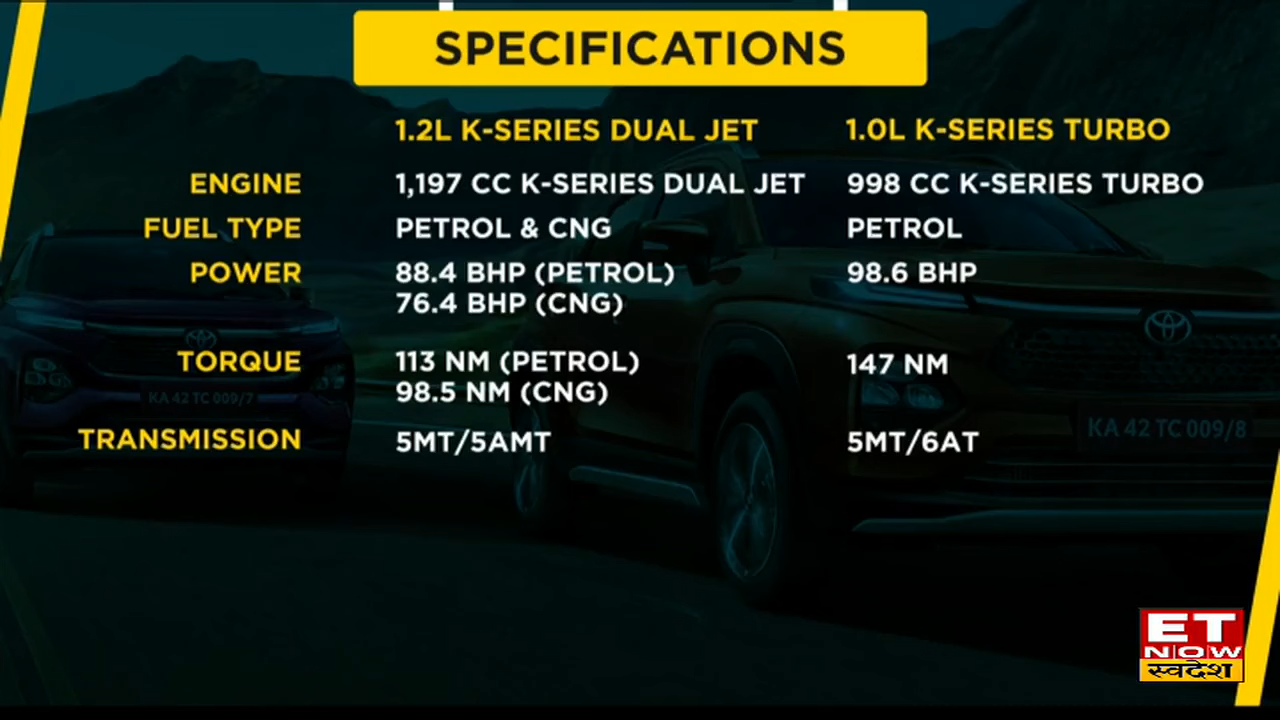 SPECIFICATIONS
1.2L K-SERIES DUAL JET 1.0L K-SERIES TURBO
ENGINE 1,197 CC K-SERIES DUAL JET 998 CC K-SERIES TURBO
FUEL TYPE PETROL & CNG PETROL
POWER 88.4 BHP (PETROL) 98.6 BHP
76.4 BHP (CNG)
TORQUE 113 NM (PETROL) 147 NM
98.5 NM (CNG)
TRANSMISSION 5MT/5AMT 5MT/6AT
KA 42 TC 009/7
KA 42 TC 009/8
ET
NOW
स्वदेश